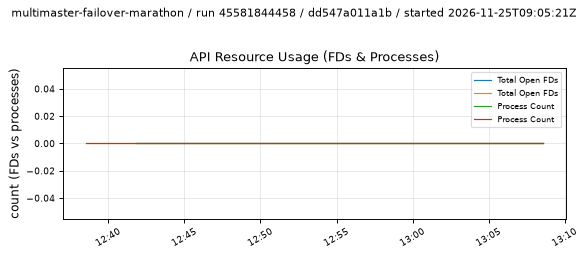 multimaster-failover-marathon / run 45581844458 / dd547a011a1b / started 2026-11-25T09:05:21Z
API Resource Usage (FDs & Processes)
count (FDs vs processes)
0.04
0.02
0.00
−0.02
−0.04
Total Open FDs
Total Open FDs
Process Count
Process Count
12:40
12:45
12:50
12:55
13:00
13:05
13:10